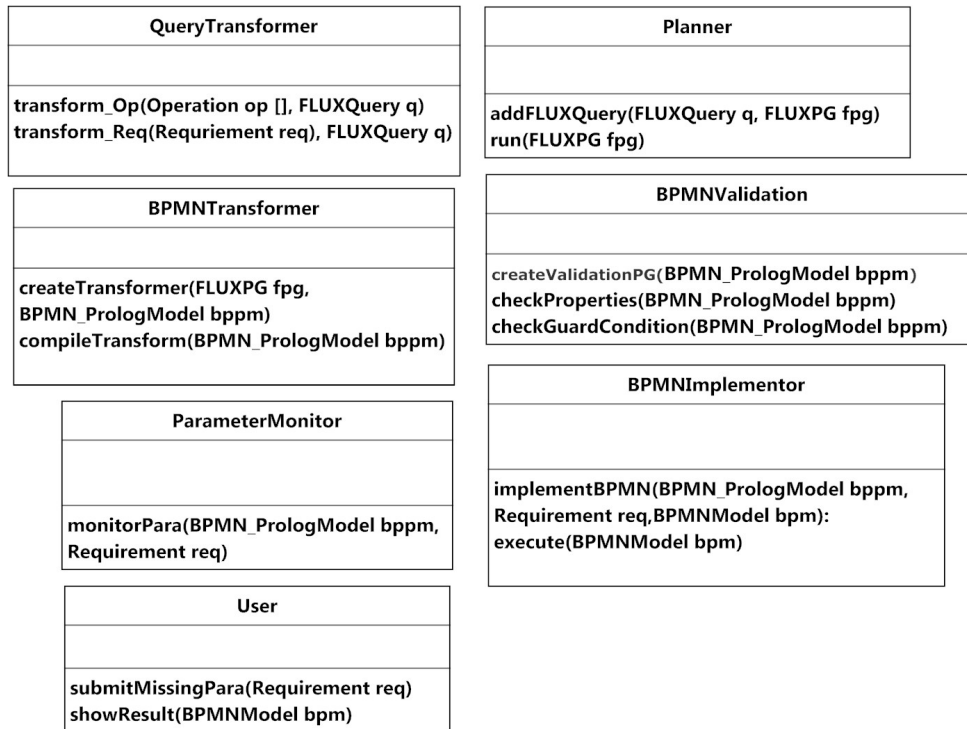 QueryTransformer
transform_Op(Operation op [], FLUXQuery q)
transform_Req(Requriement req), FLUXQuery q)
Planner
addFLUXQuery(FLUXQuery q, FLUXPG fpg)
run(FLUXPG fpg)
BPMNTransformer
createTransformer(FLUXPG fpg,
BPMN_PrologModel bppm)
compileTransform(BPMN_PrologModel bppm)
BPMNValidation
createValidationPG(BPMN_PrologModel bppm)
checkProperties(BPMN_PrologModel bppm)
checkGuardCondition(BPMN_PrologModel bppm)
ParameterMonitor
monitorPara(BPMN_PrologModel bppm,
Requirement req)
BPMNImplementor
implementBPMN(BPMN_PrologModel bppm,
Requirement req,BPMNModel bpm):
execute(BPMNModel bpm)
User
submitMissingPara(Requirement req)
showResult(BPMNModel bpm)